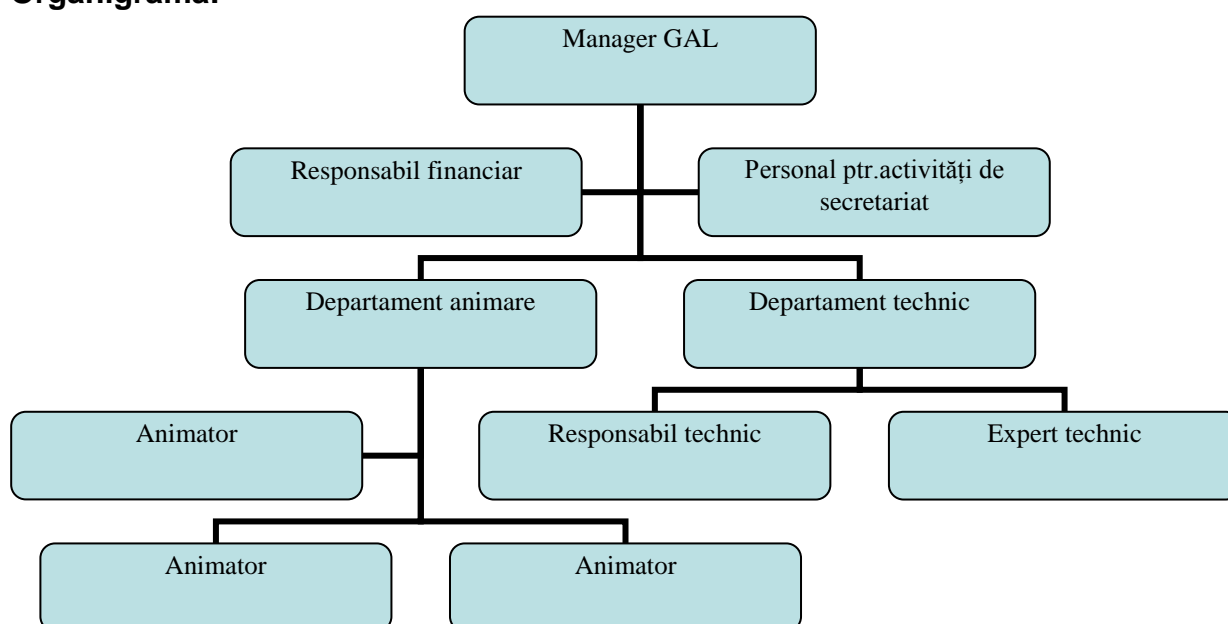 Organigrama:
Manager GAL
Responsabil financiar
Personal ptr.activități de
secretariat
Departament animare
Departament technic
Animator
Responsabil technic
Expert technic
Animator
Animator